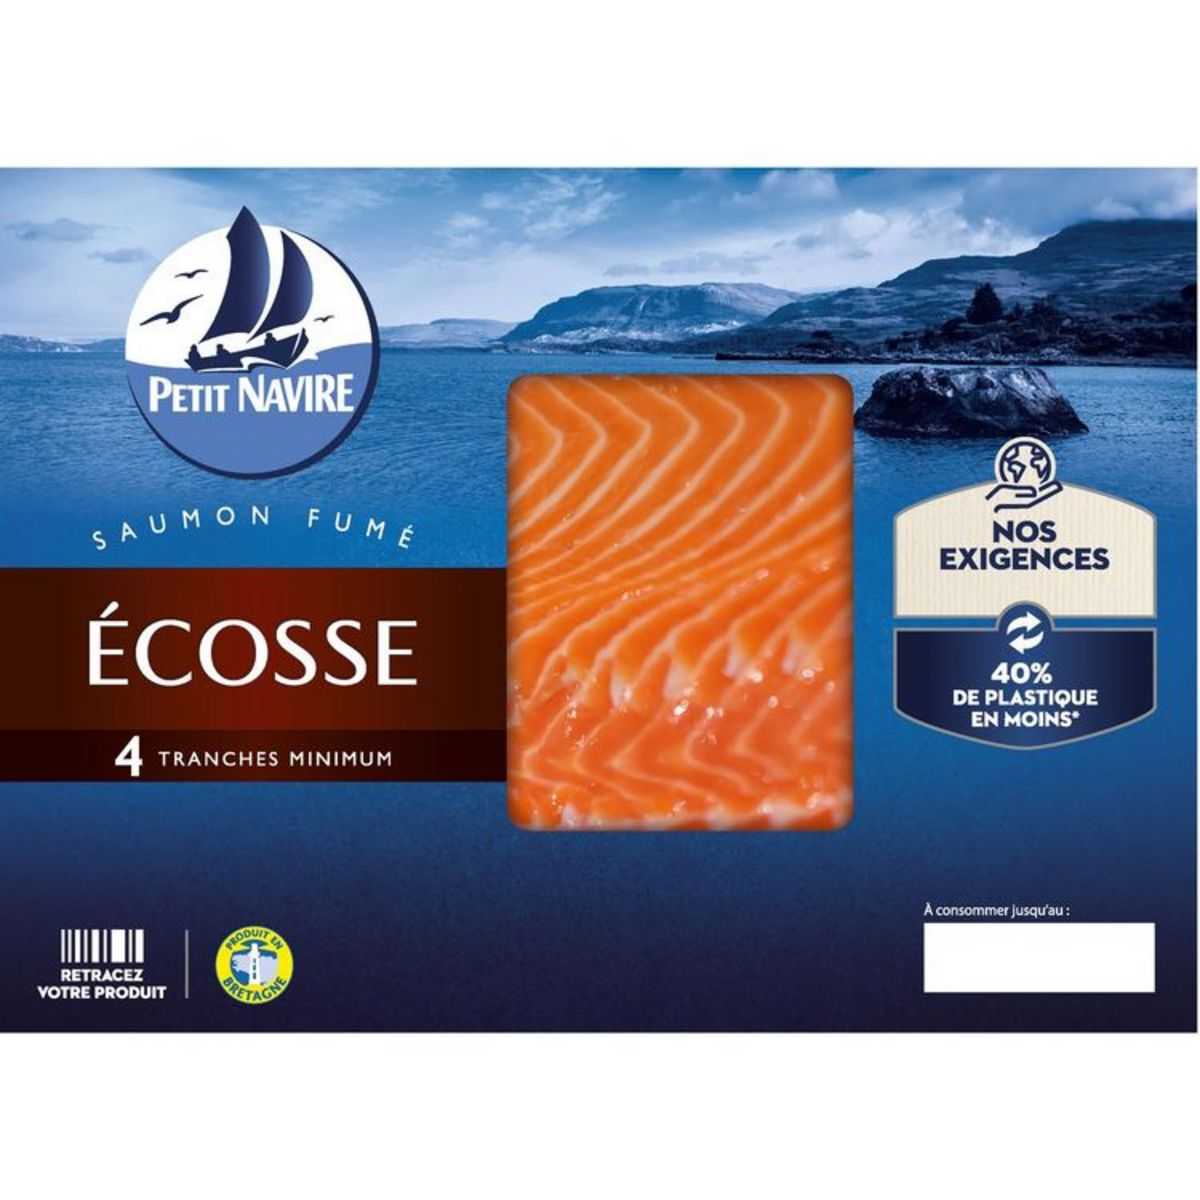 PETIT NAVIRE
SAUMON FUMÉ
ÉCOSSE
4 TRANCHES MINIMUM
NOS
EXIGENCES
40%
DE PLASTIQUE
EN MOINS*
RETRACEZ
VOTRE PRODUIT
PRODUIT EN
BRETAGNE
À consommer jusqu'au :